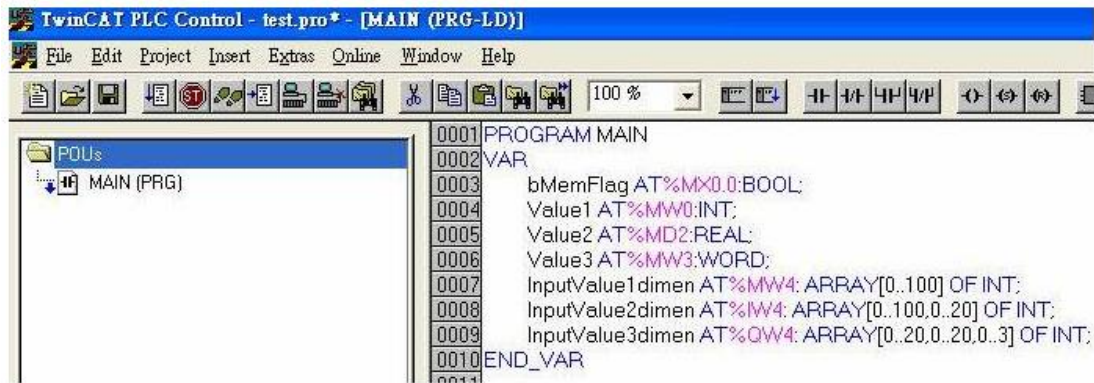 TwinCAT PLC Control - test.pro* - [MAIN (PRG-LD)]
File Edit Project Insert Extras Online Window Help
100 %
POUs
MAIN (PRG)
0001 PROGRAM MAIN
0002 VAR
0003 bMemFlag AT%MX0.0:BOOL;
0004 Value1 AT%MW0:INT;
0005 Value2 AT%MD2:REAL;
0006 Value3 AT%MW3:WORD;
0007 InputValue1dimen AT%MW4: ARRAY[0..100] OF INT;
0008 InputValue2dimen AT%IW4: ARRAY[0..100,0..20] OF INT;
0009 InputValue3dimen AT%QW4: ARRAY[0..20,0..20,0..3] OF INT;
0010 END_VAR
0011